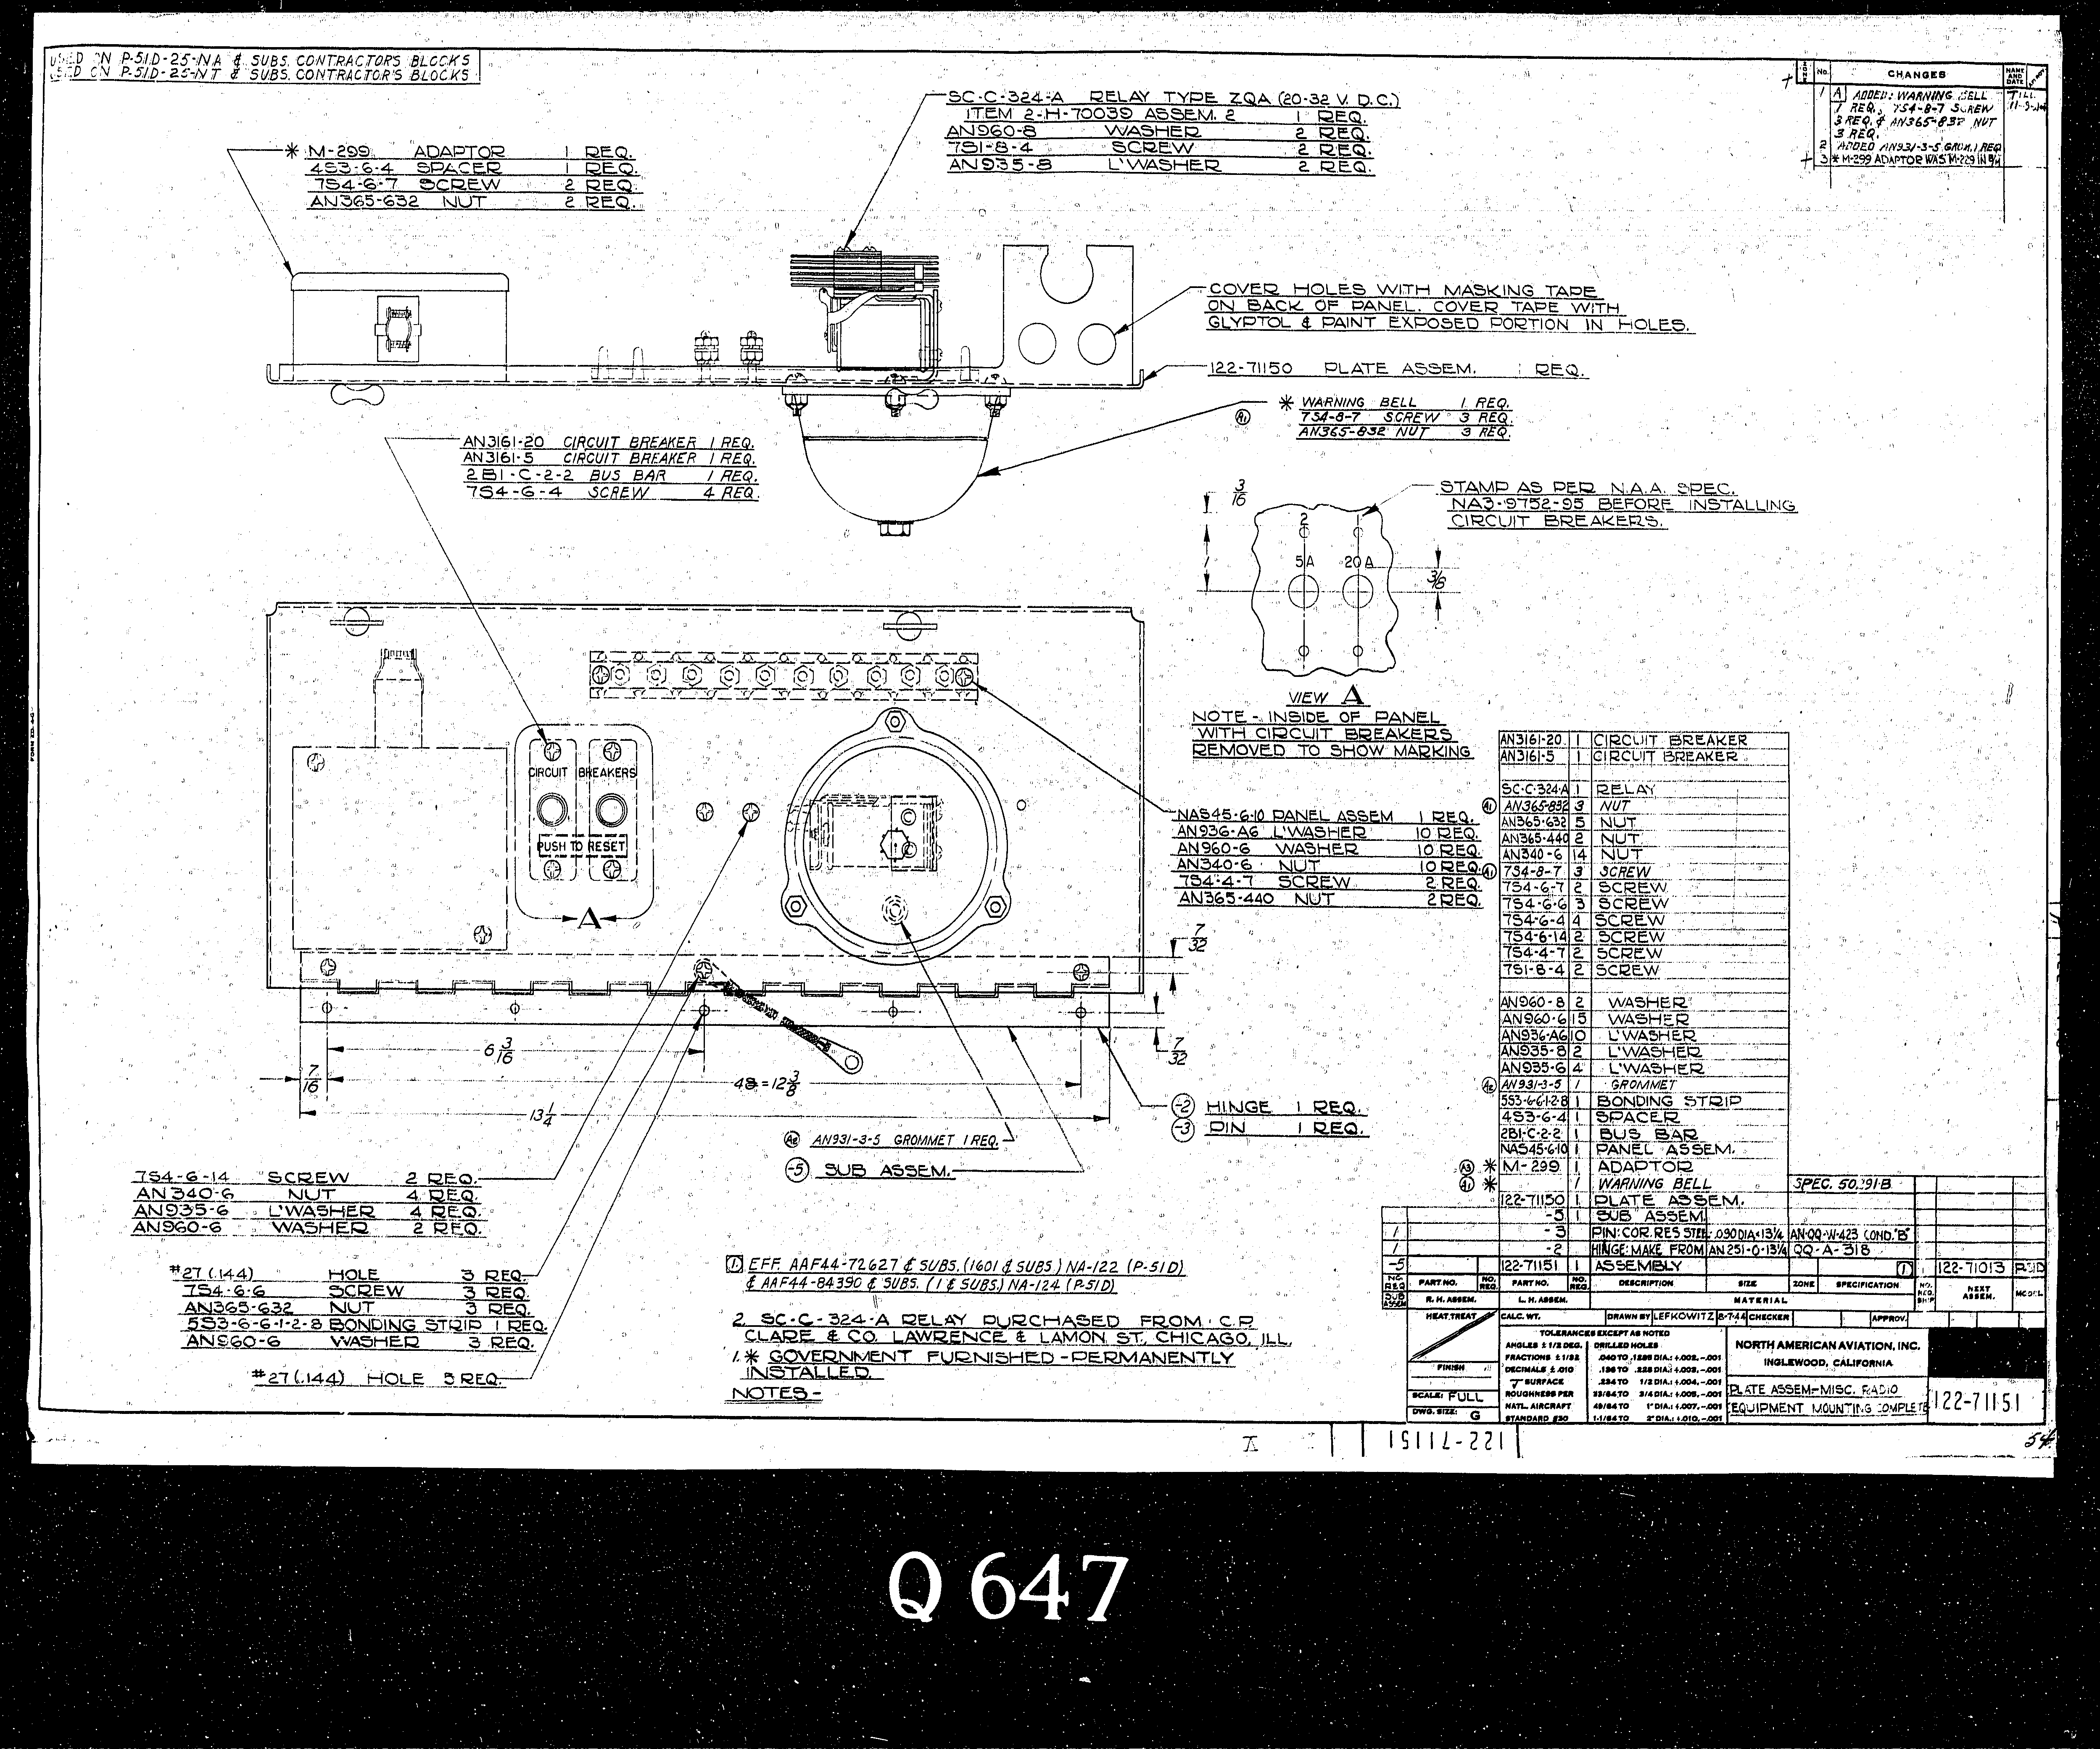 USED ON P-51D-25-NA & SUBS. CONTRACTORS BLOCKS
USED ON P-51D-25-NT & SUBS. CONTRACTOR'S BLOCKS
* M-299 ADAPTOR 1 REQ.
4S3-6-4 SPACER 1 REQ.
7S4-6-7 SCREW 2 REQ.
AN365-632 NUT 2 REQ.
SC-C-324-A RELAY TYPE ZQA (20-32 V. D.C.)
ITEM 2-H-70039 ASSEM. 2 1 REQ.
AN960-8 WASHER 2 REQ.
7S1-8-4 SCREW 2 REQ.
AN935-8 L'WASHER 2 REQ.
ZONE No. CHANGES NAME AND DATE
1 A ADDED: WARNING BELL
1 REQ., 7S4-8-7 SCREW
3 REQ. & AN365-832 NUT
3 REQ.
2 ADDED AN931-3-5 GROM. 1 REQ
3 * M-299 ADAPTOR WAS M-229 IN B/M
COVER HOLES WITH MASKING TAPE
ON BACK OF PANEL. COVER TAPE WITH
GLYPTOL & PAINT EXPOSED PORTION IN HOLES.
122-71150 PLATE ASSEM. 1 REQ.
* WARNING BELL 1 REQ.
A1 7S4-8-7 SCREW 3 REQ.
AN365-832 NUT 3 REQ.
AN3161-20 CIRCUIT BREAKER 1 REQ.
AN3161-5 CIRCUIT BREAKER 1 REQ.
2B1-C-2-2 BUS BAR 1 REQ.
7S4-6-4 SCREW 4 REQ.
STAMP AS PER N.A.A. SPEC.
NA3-9752-95 BEFORE INSTALLING
CIRCUIT BREAKERS.
3/16
2 1
1
5A 20A
3/16
VIEW A
NOTE - INSIDE OF PANEL
WITH CIRCUIT BREAKERS
REMOVED TO SHOW MARKING
CIRCUIT BREAKERS
PUSH TO RESET
A
NAS45-6-10 PANEL ASSEM 1 REQ.
AN936-A6 L'WASHER 10 REQ.
AN960-6 WASHER 10 REQ.
AN340-6 NUT 10 REQ.
7S4-4-7 SCREW 2 REQ.
AN365-440 NUT 2 REQ.
7/32
7/32
6 3/16
7/16
= 12 3/8
13 1/4
-2 HINGE 1 REQ.
-3 PIN 1 REQ.
A2 AN931-3-5 GROMMET 1 REQ.
-5 SUB ASSEM.
7S4-6-14 SCREW 2 REQ.
AN340-6 NUT 4 REQ.
AN935-6 L'WASHER 4 REQ.
AN960-6 WASHER 2 REQ.
#27 (.144) HOLE 3 REQ.
7S4-6-6 SCREW 3 REQ.
AN365-632 NUT 3 REQ.
5S3-6-6-1-2-8 BONDING STRIP 1 REQ.
AN960-6 WASHER 3 REQ.
#27 (.144) HOLE 5 REQ.
1 EFF. AAF44-72627 & SUBS. (1601 & SUBS.) NA-122 (P-51D)
& AAF44-84390 & SUBS. (1 & SUBS.) NA-124 (P-51D)
2. SC-C-324-A RELAY PURCHASED FROM C.P.
CLARE & CO. LAWRENCE & LAMON ST. CHICAGO, ILL.
1. * GOVERNMENT FURNISHED - PERMANENTLY
INSTALLED.
NOTES -
AN3161-20 1 CIRCUIT BREAKER
AN3161-5 1 CIRCUIT BREAKER
SC-C-324-A 1 RELAY
A1 AN365-832 3 NUT
AN365-632 5 NUT
AN365-440 2 NUT
AN340-6 14 NUT
A1 7S4-8-7 3 SCREW
7S4-6-7 2 SCREW
7S4-6-6 3 SCREW
7S4-6-4 4 SCREW
7S4-6-14 2 SCREW
7S4-4-7 2 SCREW
7S1-8-4 2 SCREW
AN960-8 2 WASHER
AN960-6 15 WASHER
AN936-A6 10 L'WASHER
AN935-8 2 L'WASHER
AN935-6 4 L'WASHER
A2 AN931-3-5 1 GROMMET
5S3-6-6-1-2-8 1 BONDING STRIP
4S3-6-4 1 SPACER
2B1-C-2-2 1 BUS BAR
NAS45-6-10 1 PANEL ASSEM.
A3 * M-299 1 ADAPTOR
A1 * 1 WARNING BELL SPEC. 50291-B
122-71150 1 PLATE ASSEM.
-5 1 SUB ASSEM
1 -3 PIN: COR. RES STEEL .090 DIA x 13 1/4 AN-QQ-W-423 COND. "B"
1 -2 HINGE: MAKE FROM AN251-0-13 1/4 QQ-A-318
-5 122-71151 1 ASSEMBLY 1 122-71013 P-51D
NO. REQ. SUB ASSEM PART NO. NO. REQ. PART NO. NO. REQ. DESCRIPTION SIZE ZONE SPECIFICATION NO. REQ. SHIP NEXT ASSEM. MODEL
R. H. ASSEM. L. H. ASSEM. MATERIAL
HEAT TREAT CALC. WT. DRAWN BY LEFKOWITZ 8-7-44 CHECKER APPROV.
FINISH
SCALE: FULL
DWG. SIZE: G
TOLERANCES EXCEPT AS NOTED
ANGLES ± 1/2 DEG. DRILLED HOLES
FRACTIONS ± 1/32 .040 TO .1285 DIA.: +.002, -.001
DECIMALS ± .010 .136 TO .228 DIA.: +.003, -.001
SURFACE .234 TO 1/2 DIA.: +.004, -.001
ROUGHNESS PER 33/64 TO 3/4 DIA.: +.005, -.001
NATL. AIRCRAFT 49/64 TO 1" DIA.: +.007, -.001
STANDARD 1-1/64 TO 2" DIA.: +.010, -.001
NORTH AMERICAN AVIATION, INC.
INGLEWOOD, CALIFORNIA
PLATE ASSEM-MISC. RADIO
EQUIPMENT MOUNTING COMPLETE
122-71151
122-71151
Q 647